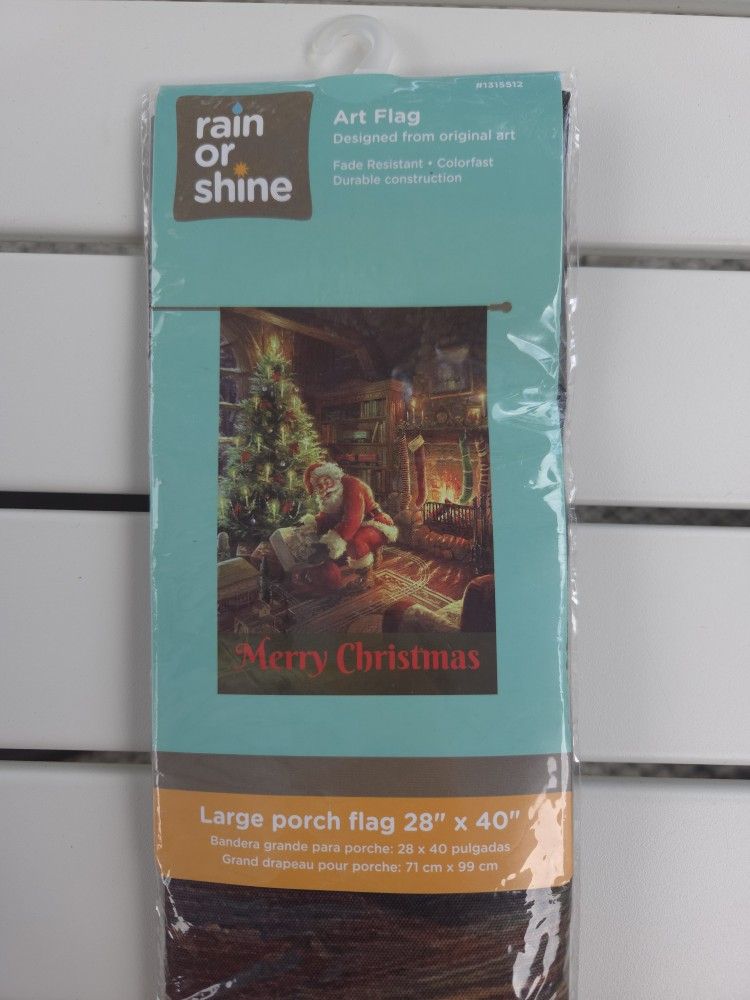 #1315512
rain
or
shine
Art Flag
Designed from original art
Fade Resistant • Colorfast
Durable construction
Merry Christmas
Large porch flag 28" x 40"
Bandera grande para porche: 28 x 40 pulgadas
Grand drapeau pour porche: 71 cm x 99 cm